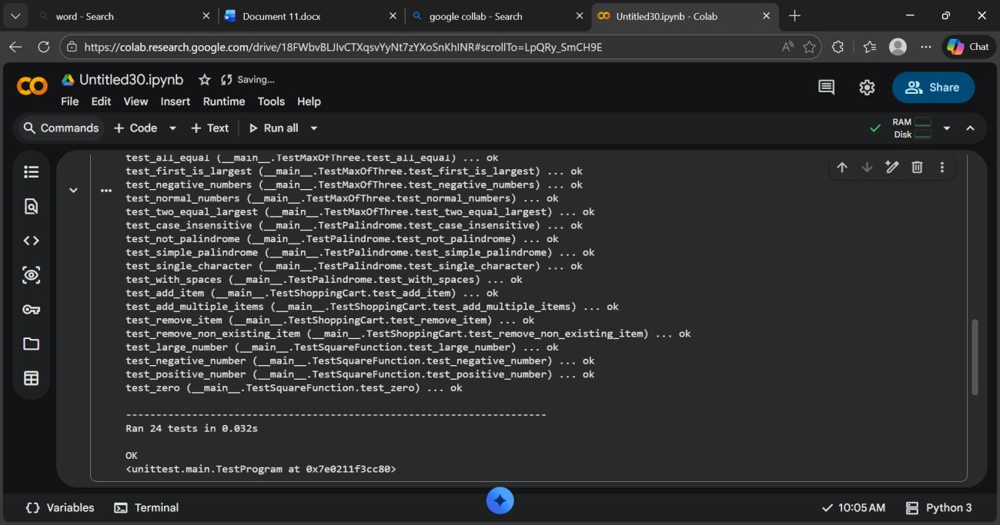 word - Search
Document 11.docx
google collab - Search
Untitled30.ipynb - Colab
https://colab.research.google.com/drive/18FWbvBLJIvCTXqsvYyNt7zYXoSnKhINR#scrollTo=LpQRy_SmCH9E
Chat
Untitled30.ipynb
Saving...
File Edit View Insert Runtime Tools Help
Share
Commands + Code + Text Run all
RAM
Disk
test_all_equal (__main__.TestMaxOfThree.test_all_equal) ... ok
test_first_is_largest (__main__.TestMaxOfThree.test_first_is_largest) ... ok
test_negative_numbers (__main__.TestMaxOfThree.test_negative_numbers) ... ok
test_normal_numbers (__main__.TestMaxOfThree.test_normal_numbers) ... ok
test_two_equal_largest (__main__.TestMaxOfThree.test_two_equal_largest) ... ok
test_case_insensitive (__main__.TestPalindrome.test_case_insensitive) ... ok
test_not_palindrome (__main__.TestPalindrome.test_not_palindrome) ... ok
test_simple_palindrome (__main__.TestPalindrome.test_simple_palindrome) ... ok
test_single_character (__main__.TestPalindrome.test_single_character) ... ok
test_with_spaces (__main__.TestPalindrome.test_with_spaces) ... ok
test_add_item (__main__.TestShoppingCart.test_add_item) ... ok
test_add_multiple_items (__main__.TestShoppingCart.test_add_multiple_items) ... ok
test_remove_item (__main__.TestShoppingCart.test_remove_item) ... ok
test_remove_non_existing_item (__main__.TestShoppingCart.test_remove_non_existing_item) ... ok
test_large_number (__main__.TestSquareFunction.test_large_number) ... ok
test_negative_number (__main__.TestSquareFunction.test_negative_number) ... ok
test_positive_number (__main__.TestSquareFunction.test_positive_number) ... ok
test_zero (__main__.TestSquareFunction.test_zero) ... ok
----------------------------------------------------------------------
Ran 24 tests in 0.032s
OK
<unittest.main.TestProgram at 0x7e0211f3cc80>
Variables
Terminal
10:05 AM
Python 3